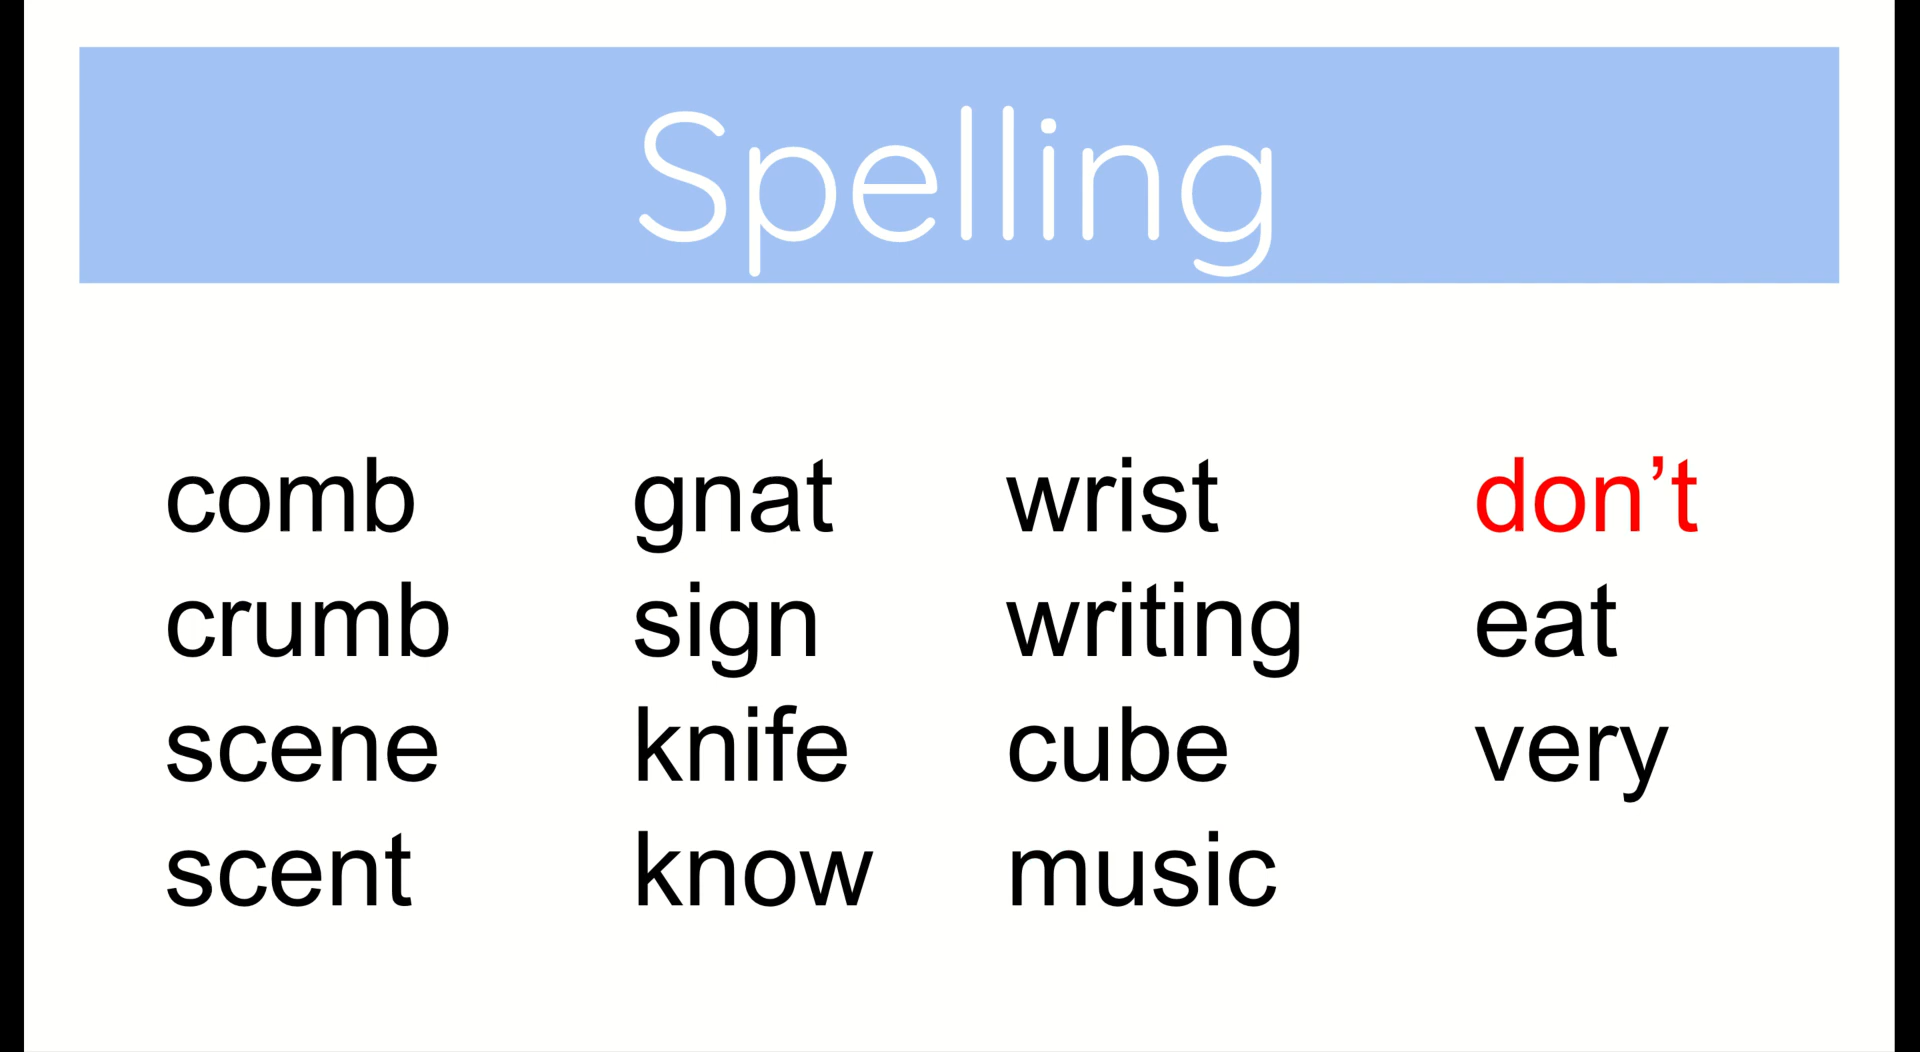 Spelling
comb gnat wrist don’t
crumb sign writing eat
scene knife cube very
scent know music